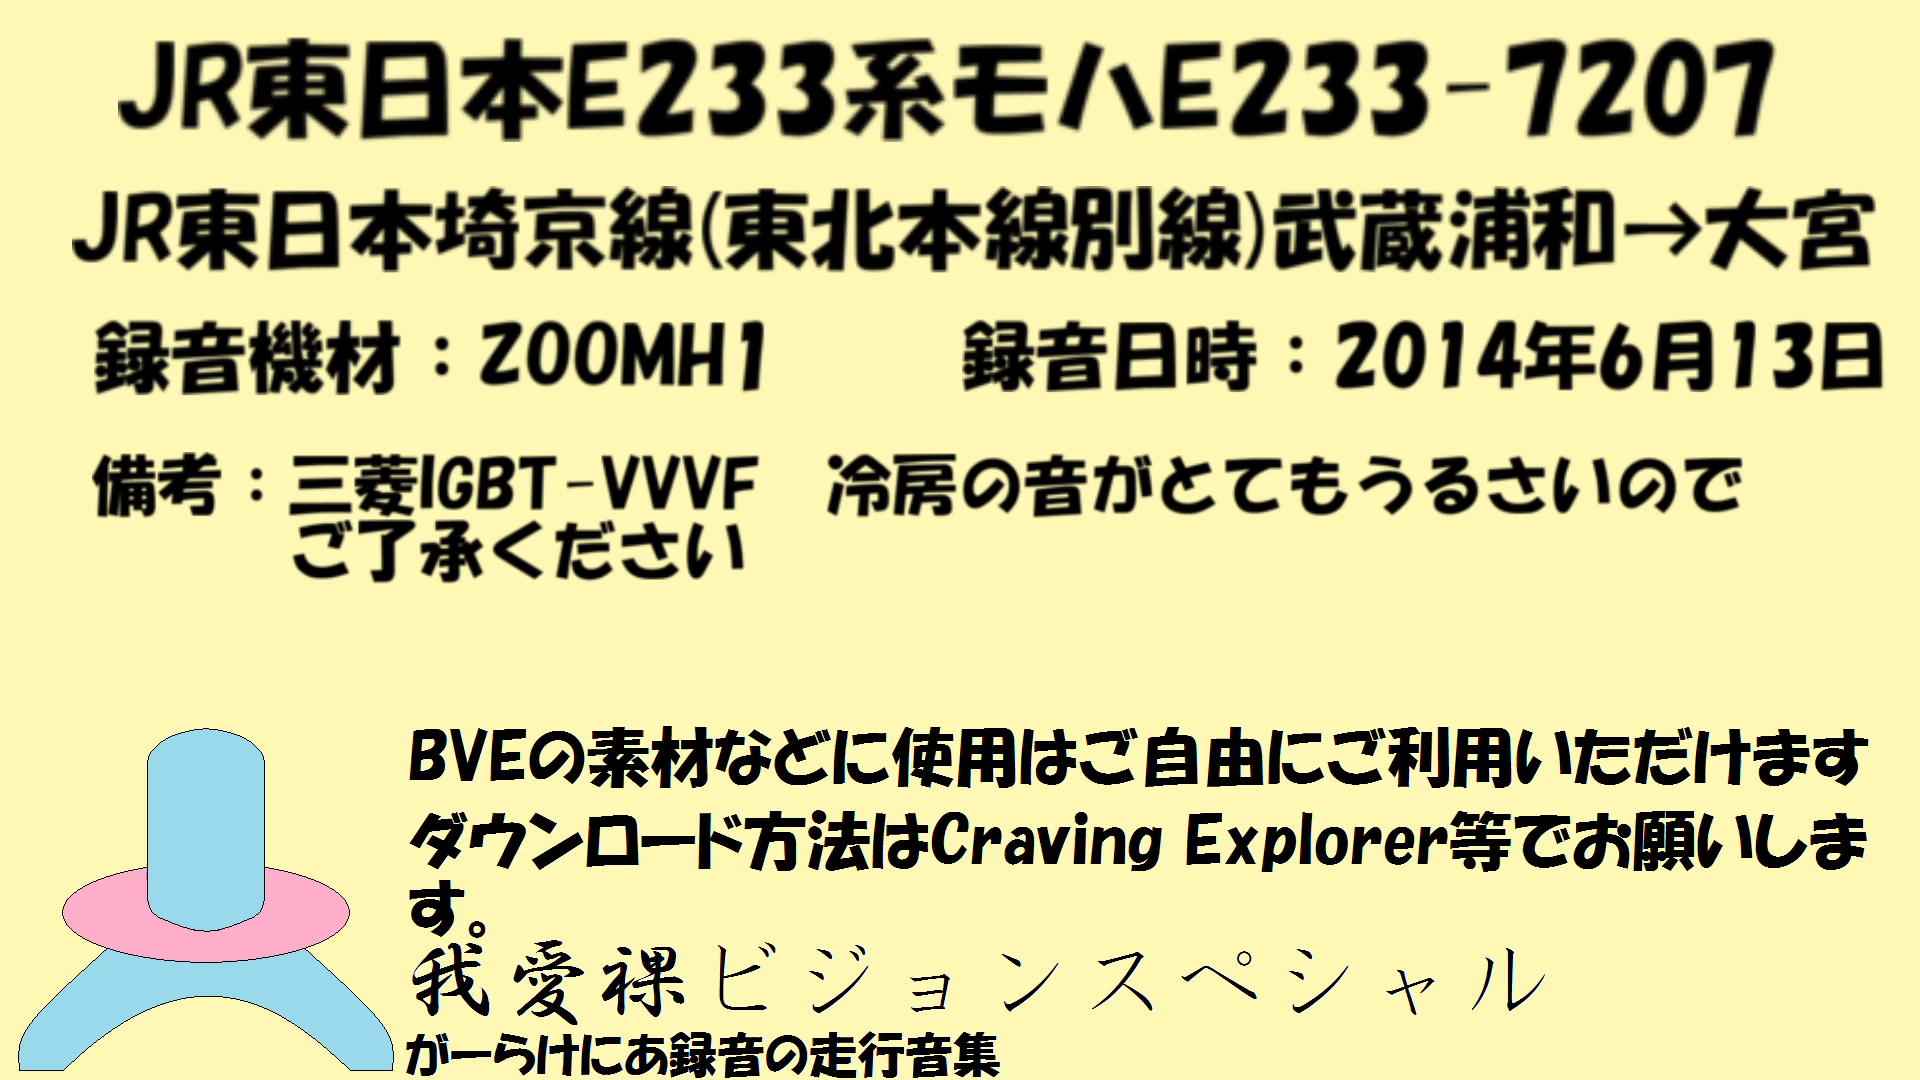 JR東日本E233系モハE233-7207
JR東日本埼京線(東北本線別線)武蔵浦和→大宮
録音機材：ZOOMH1　録音日時：2014年6月13日
備考：三菱IGBT-VVVF　冷房の音がとてもうるさいので
ご了承ください
BVEの素材などに使用はご自由にご利用いただけます
ダウンロード方法はCraving Explorer等でお願いしま
す。
我愛裸ビジョンスペシャル
がーらけにあ録音の走行音集